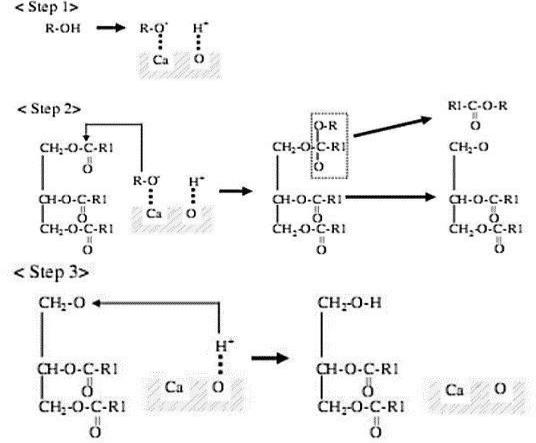 < Step 1>
R-OH R-O⁻ H⁺
Ca O
< Step 2>
O-R
CH₂-O-C-R1
O
R-O⁻ H⁺
Ca O
CH-O-C-R1
O
CH₂-O-C-R1
O
CH₂-O-C-R1
O
CH-O-C-R1
O
CH₂-O-C-R1
O
R1-C-O-R
O
CH₂-O
CH-O-C-R1
O
CH₂-O-C-R1
O
< Step 3>
CH₂-O
H⁺
Ca O
CH-O-C-R1
O
CH₂-O-C-R1
O
CH₂-O-H
CH-O-C-R1
O
CH₂-O-C-R1
O
Ca O